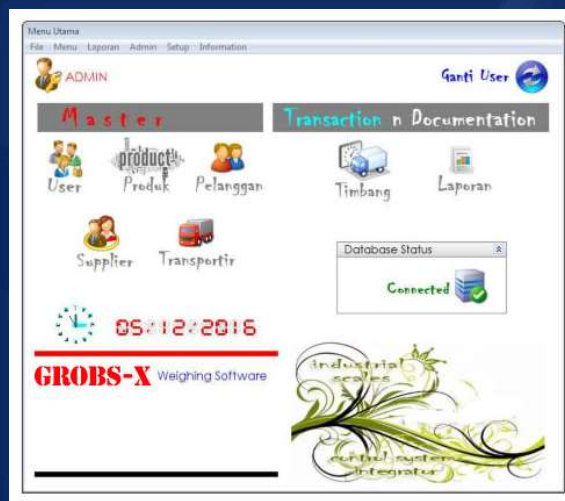 Menu Utama
File Menu Laporan Admin Setup Information
ADMIN
Ganti User
Master
Transaction n Documentation
product
User
Produk
Pelanggan
Timbang
Laporan
Supplier
Transportir
Database Status
Connected
05-12-2016
GROBS-X Weighing Software
industrial
scales
control system
integratur